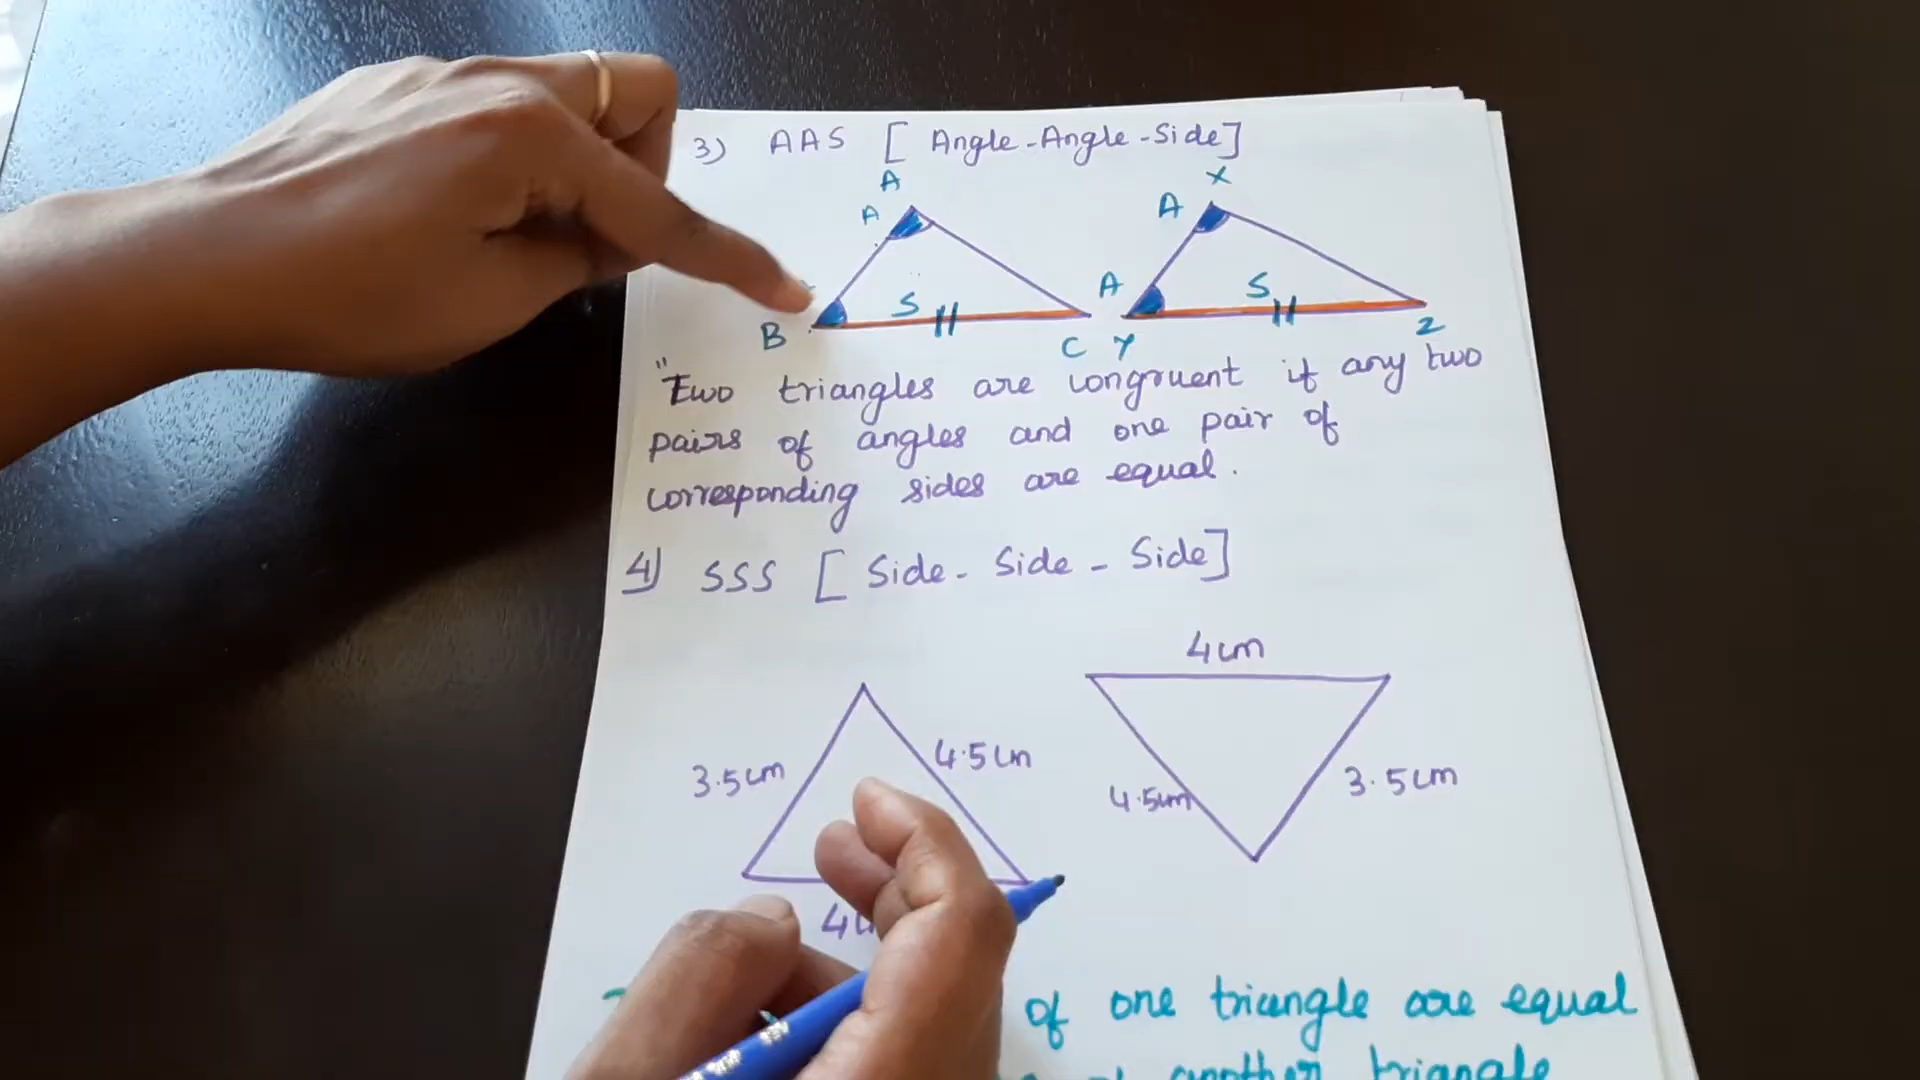 3) AAS [Angle-Angle-Side]
A X
A A
S S
A
B C Y Z
"Two triangles are congruent if any two
pairs of angles and one pair of
corresponding sides are equal.
4) SSS [Side - Side - Side]
4cm
3.5cm 4.5cm 4.5cm 3.5cm
of one triangle are equal
another triangle